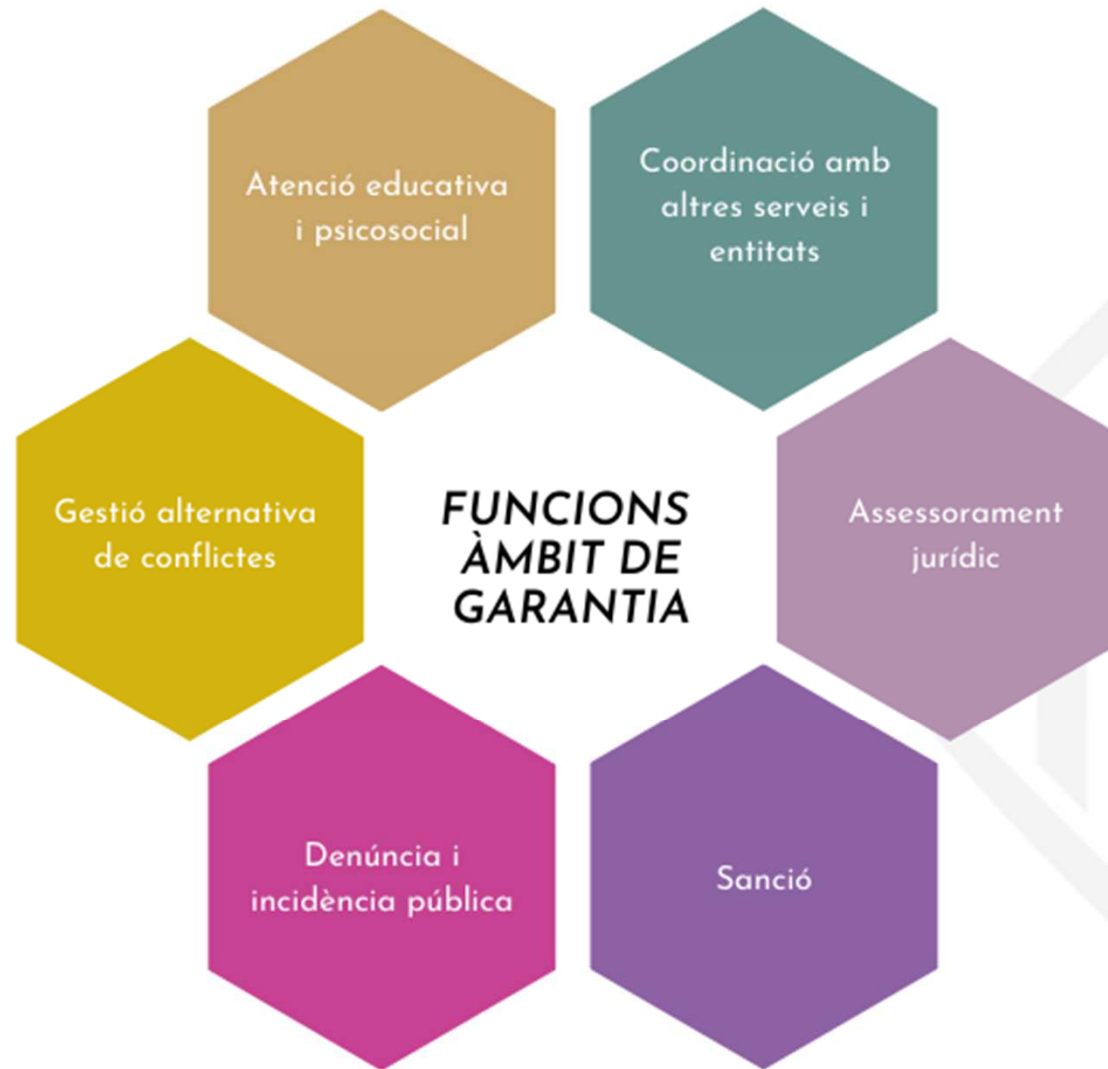 Atenció educativa
i psicosocial
Coordinació amb
altres serveis i
entitats
Gestió alternativa
de conflictes
FUNCIONS
ÀMBIT DE
GARANTIA
Assessorament
jurídic
Denúncia i
incidència pública
Sanció